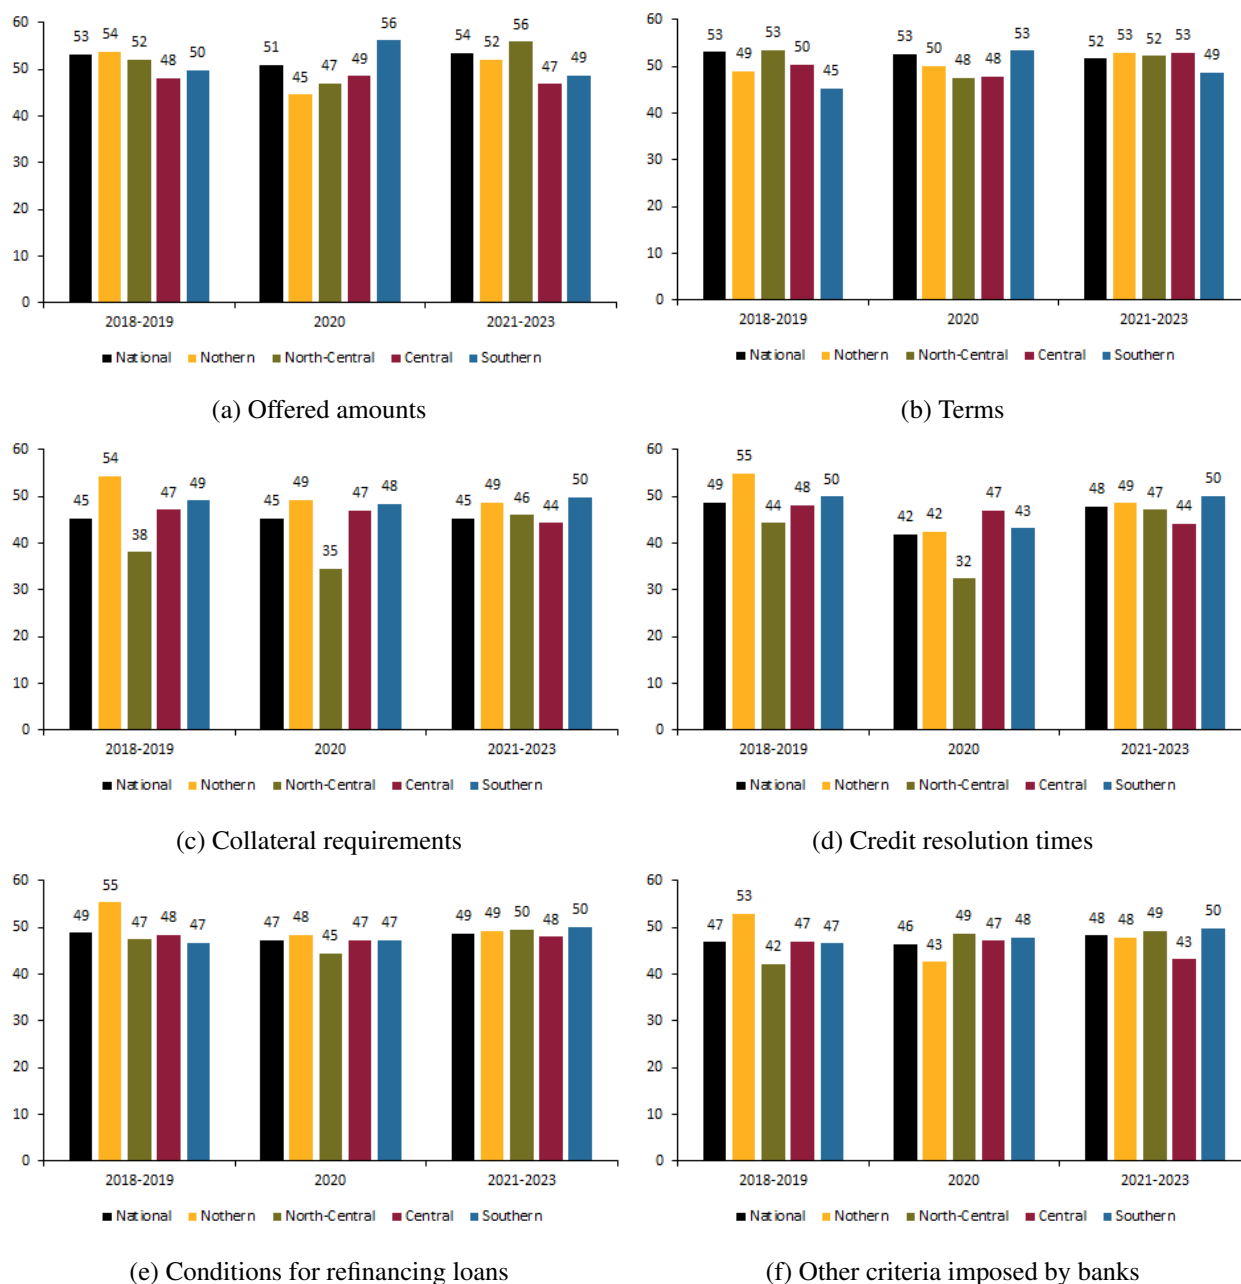 60
50
40
30
20
10
0
53 54 52 48 50
51 45 47 49 56
54 52 56 47 49
2018-2019 2020 2021-2023
National Nothern North-Central Central Southern
(a) Offered amounts
60
50
40
30
20
10
0
53 49 53 50 45
53 50 48 48 53
52 53 52 53 49
2018-2019 2020 2021-2023
National Nothern North-Central Central Southern
(b) Terms
60
50
40
30
20
10
0
45 54 38 47 49
45 49 35 47 48
45 49 46 44 50
2018-2019 2020 2021-2023
National Nothern North-Central Central Southern
(c) Collateral requirements
60
50
40
30
20
10
0
49 55 44 48 50
42 42 32 47 43
48 49 47 44 50
2018-2019 2020 2021-2023
National Nothern North-Central Central Southern
(d) Credit resolution times
60
50
40
30
20
10
0
49 55 47 48 47
47 48 45 47 47
49 49 50 48 50
2018-2019 2020 2021-2023
National Nothern North-Central Central Southern
(e) Conditions for refinancing loans
60
50
40
30
20
10
0
47 53 42 47 47
46 43 49 47 48
48 48 49 43 50
2018-2019 2020 2021-2023
National Nothern North-Central Central Southern
(f) Other criteria imposed by banks